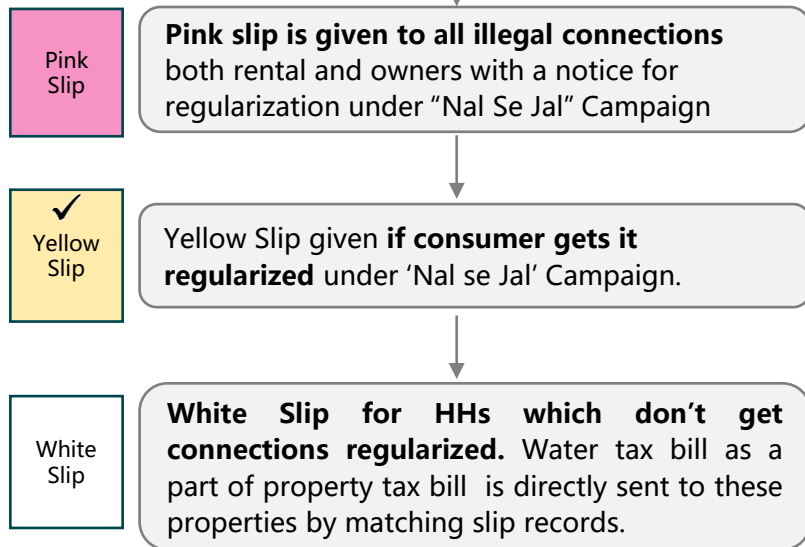 Pink
Slip
Pink slip is given to all illegal connections
both rental and owners with a notice for
regularization under “Nal Se Jal” Campaign
✓
Yellow
Slip
Yellow Slip given if consumer gets it
regularized under ‘Nal se Jal’ Campaign.
White
Slip
White Slip for HHs which don’t get
connections regularized. Water tax bill as a
part of property tax bill is directly sent to these
properties by matching slip records.